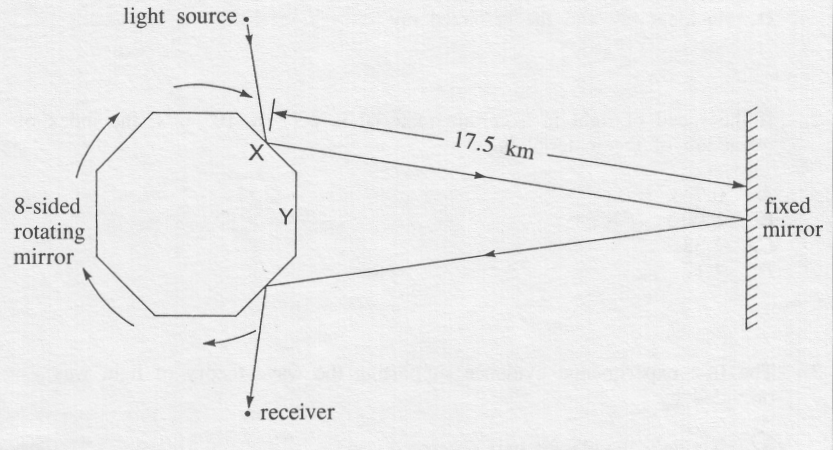 light source
X
17.5 km
Y
8-sided
rotating
mirror
fixed
mirror
receiver